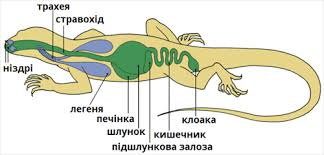 трахея
стравохід
ніздрі
легеня
печінка
шлунок
підшлункова залоза
кишечник
клоака